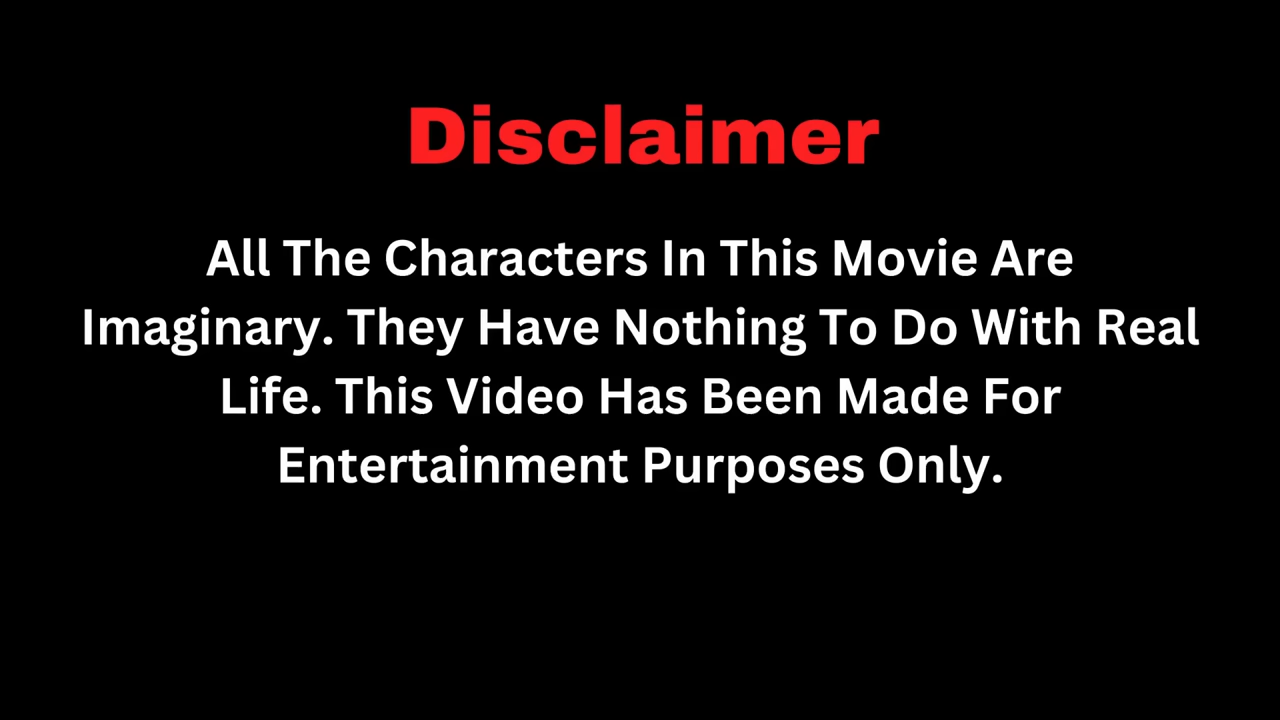 Disclaimer
All The Characters In This Movie Are
Imaginary. They Have Nothing To Do With Real
Life. This Video Has Been Made For
Entertainment Purposes Only.